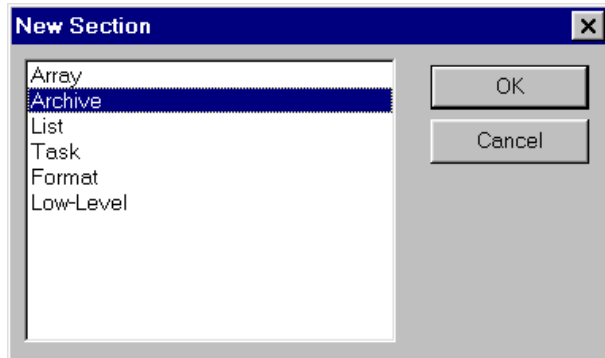 New Section
Array
Archive
List
Task
Format
Low-Level
OK
Cancel